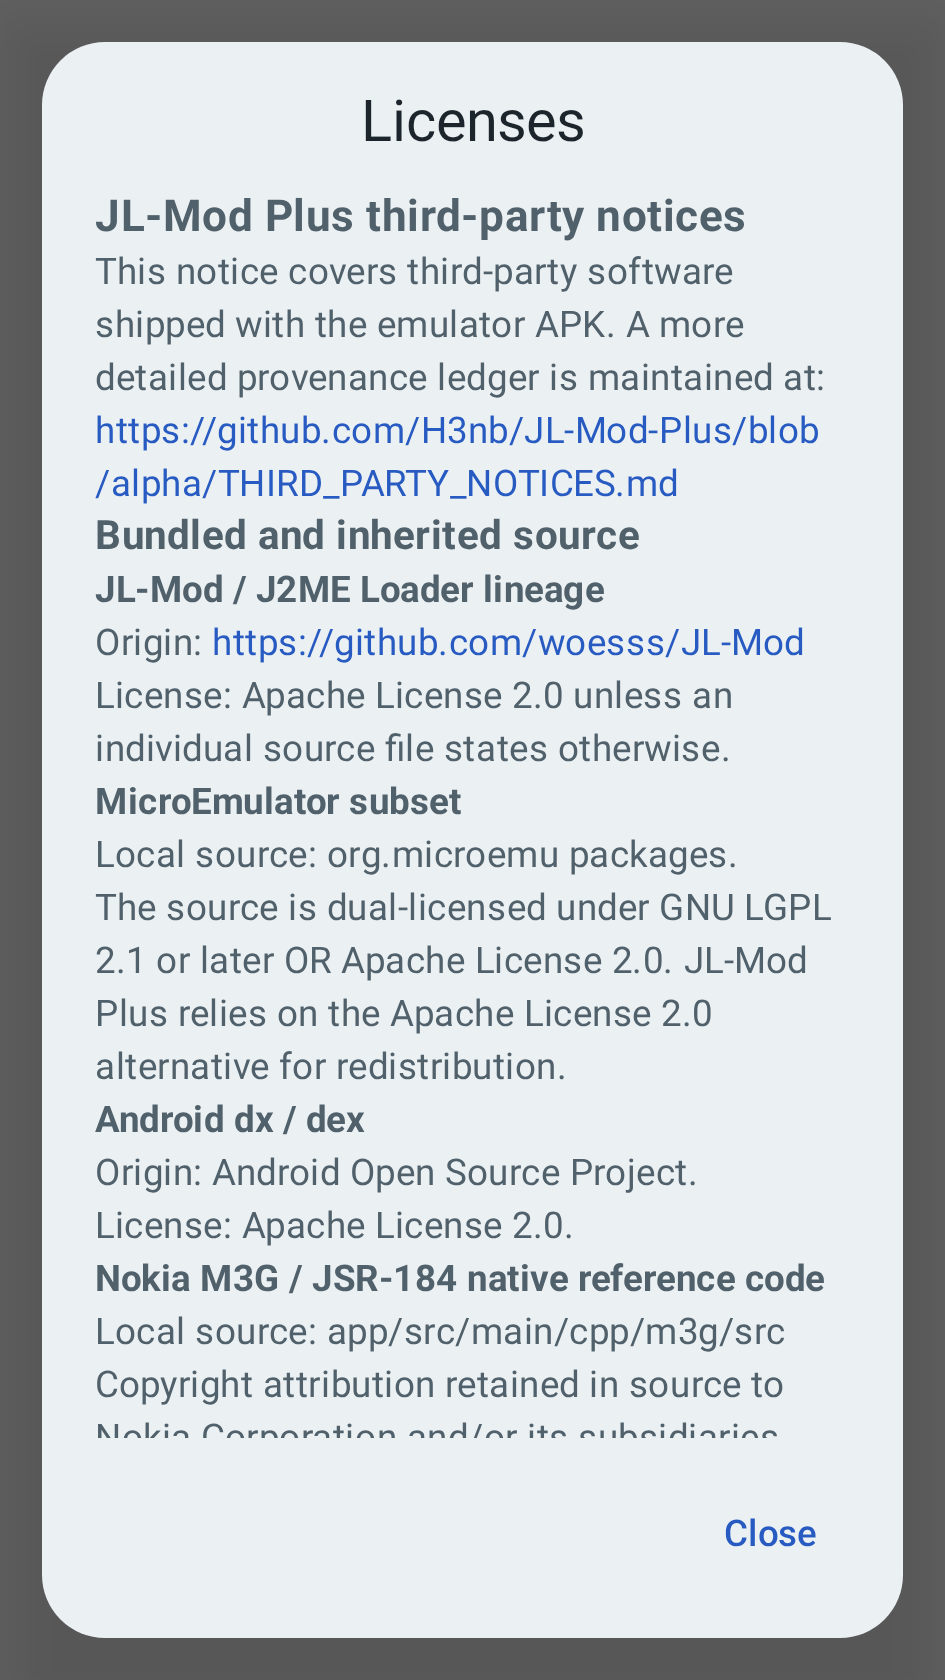 Licenses
JL-Mod Plus third-party notices
This notice covers third-party software
shipped with the emulator APK. A more
detailed provenance ledger is maintained at:
https://github.com/H3nb/JL-Mod-Plus/blob
/alpha/THIRD_PARTY_NOTICES.md
Bundled and inherited source
JL-Mod / J2ME Loader lineage
Origin: https://github.com/woesss/JL-Mod
License: Apache License 2.0 unless an
individual source file states otherwise.
MicroEmulator subset
Local source: org.microemu packages.
The source is dual-licensed under GNU LGPL
2.1 or later OR Apache License 2.0. JL-Mod
Plus relies on the Apache License 2.0
alternative for redistribution.
Android dx / dex
Origin: Android Open Source Project.
License: Apache License 2.0.
Nokia M3G / JSR-184 native reference code
Local source: app/src/main/cpp/m3g/src
Copyright attribution retained in source to
Nokia Corporation and/or its subsidiaries
Close